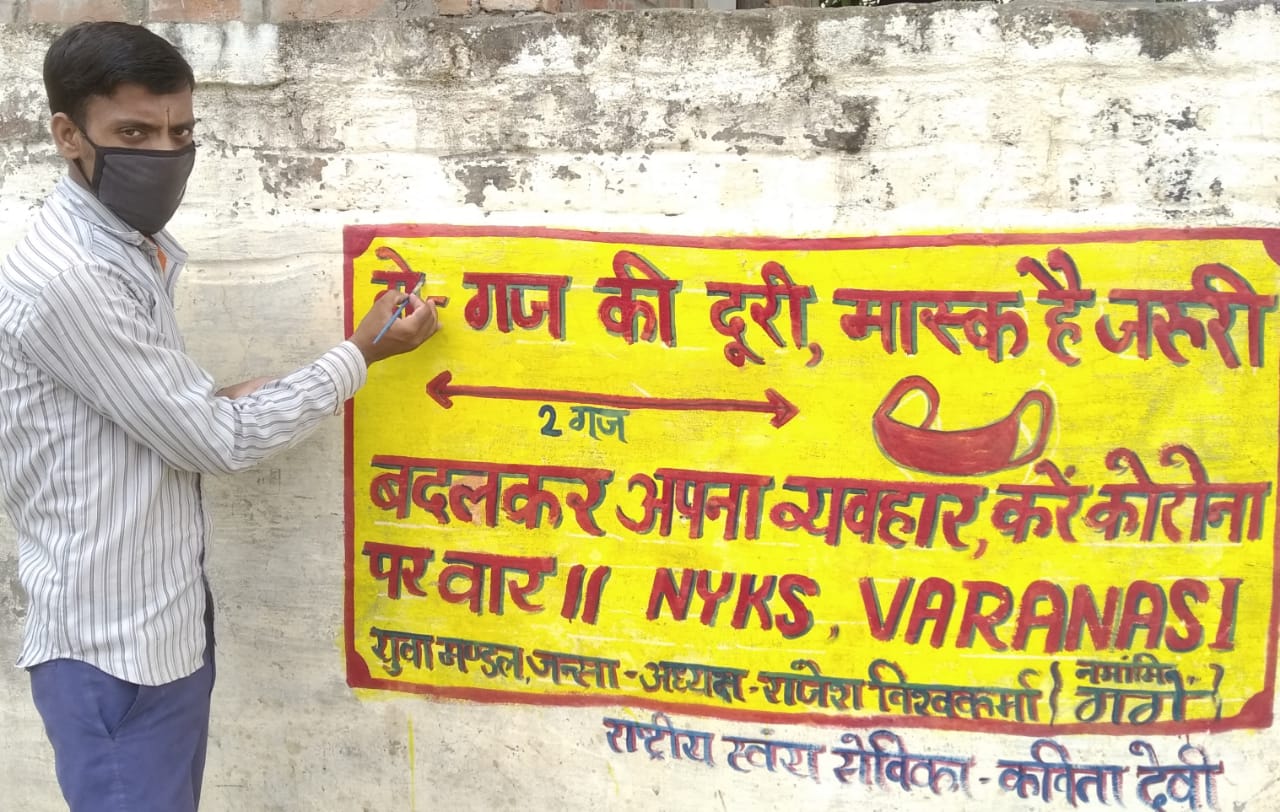 दो-गज की दूरी, मास्क है जरुरी
2 गज
बदलकर अपना व्यवहार, करें कोरोना
पर वार || NYKS, VARANASI
युवा मण्डल, जन्सा - अध्यक्ष - राजेश विश्वकर्मा (नमामि गंगे)
राष्ट्रीय स्वयं सेविका - कविता देवी